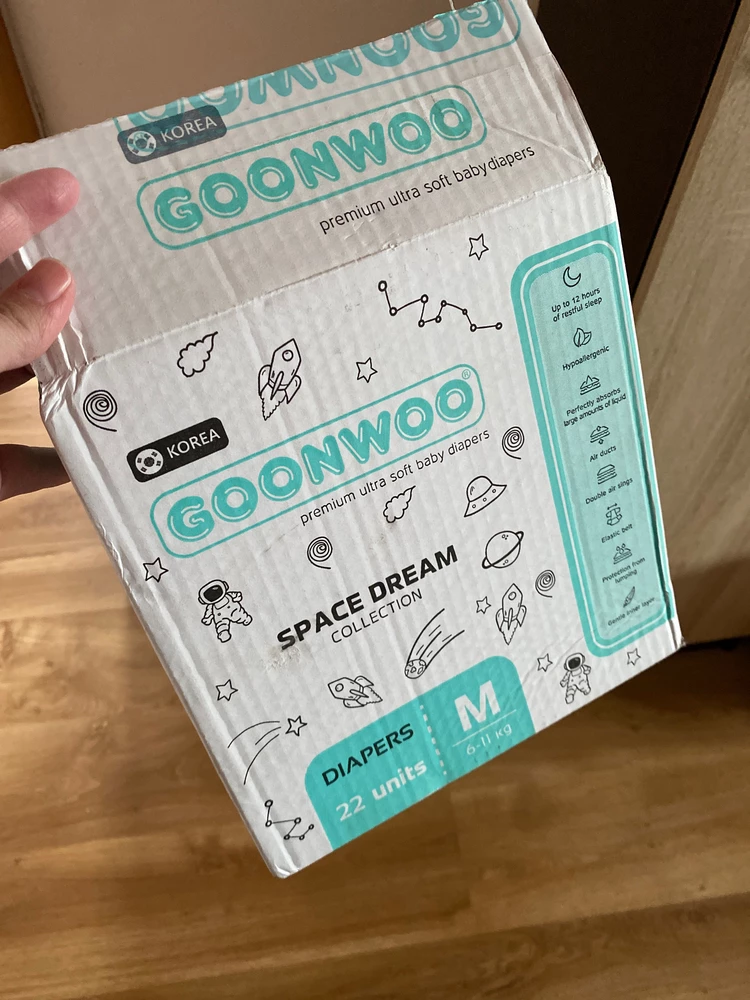 GOONWOO
KOREA
GOONWOO
premium ultra soft babydiapers
KOREA
GOONWOO®
premium ultra soft baby diapers
SPACE DREAM
COLLECTION
DIAPERS
22 units
M
6-11 кg
Up to 12 hours
of restful sleep
Hypoallergenic
Perfectly absorbs
large amounts of liquid
Air ducts
Double air sings
Elastic belt
Protection from
lumping
Gentle inner layer